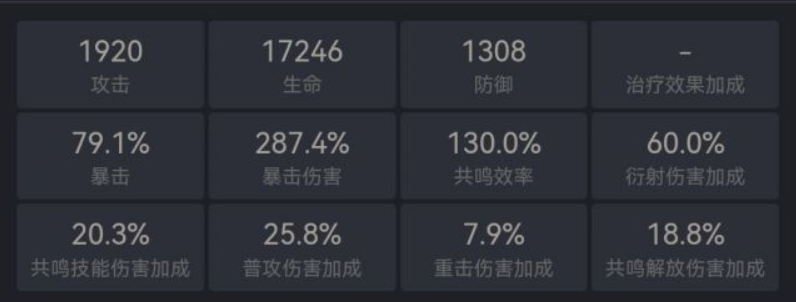 1920 17246 1308 -
攻击 生命 防御 治疗效果加成
79.1% 287.4% 130.0% 60.0%
暴击 暴击伤害 共鸣效率 衍射伤害加成
20.3% 25.8% 7.9% 18.8%
共鸣技能伤害加成 普攻伤害加成 重击伤害加成 共鸣解放伤害加成